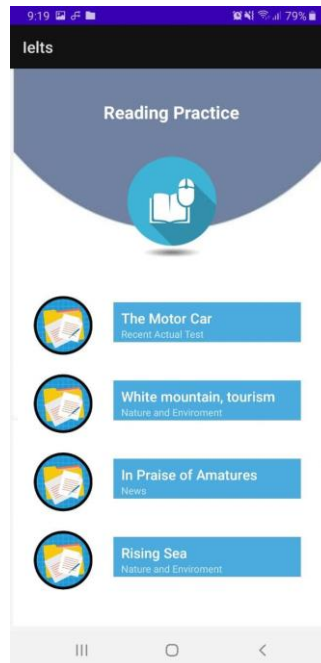 9:19 79%
Ielts
Reading Practice
The Motor Car
Recent Actual Test
White mountain, tourism
Nature and Enviroment
In Praise of Amatures
News
Rising Sea
Nature and Enviroment